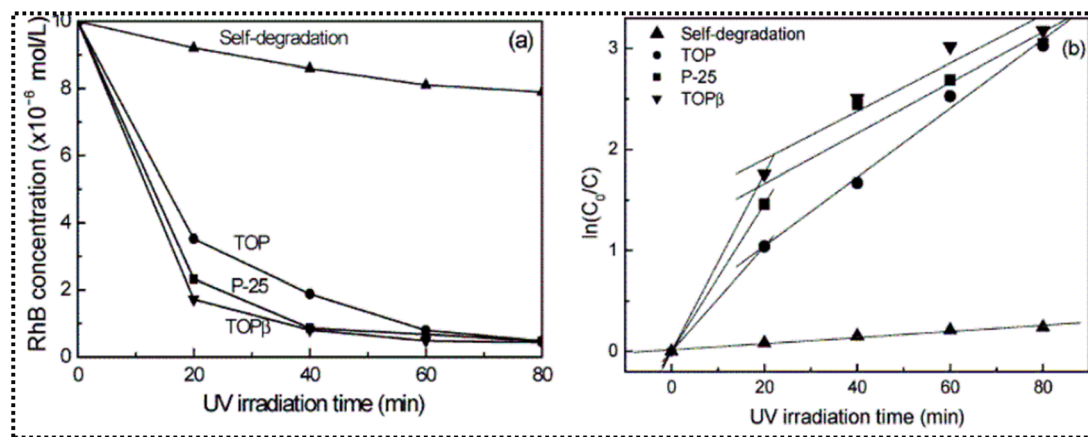 (a)
Self-degradation
TOP
P-25
TOPβ
10
8
6
4
2
0
RhB concentration (x10⁻⁶ mol/L)
0 20 40 60 80
UV irradiation time (min)
(b)
Self-degradation
TOP
P-25
TOPβ
3
2
1
0
ln(C₀/C)
0 20 40 60 80
UV irradiation time (min)